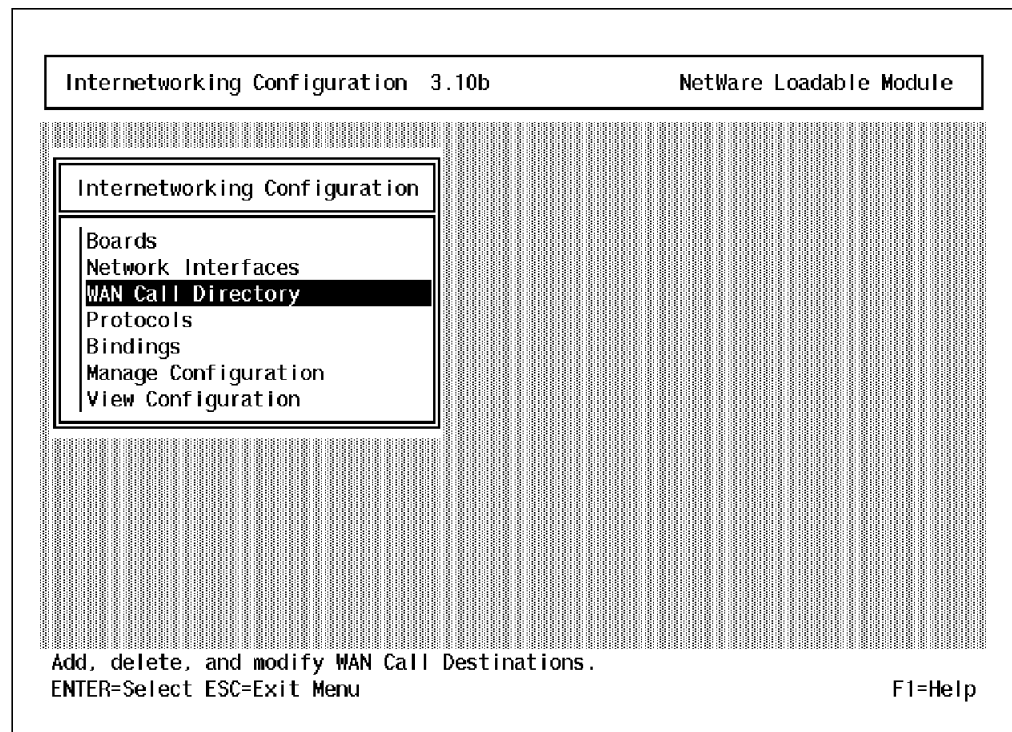 Internetworking Configuration 3.10b NetWare Loadable Module
Internetworking Configuration
Boards
Network Interfaces
WAN Call Directory
Protocols
Bindings
Manage Configuration
View Configuration
Add, delete, and modify WAN Call Destinations.
ENTER=Select ESC=Exit Menu F1=Help